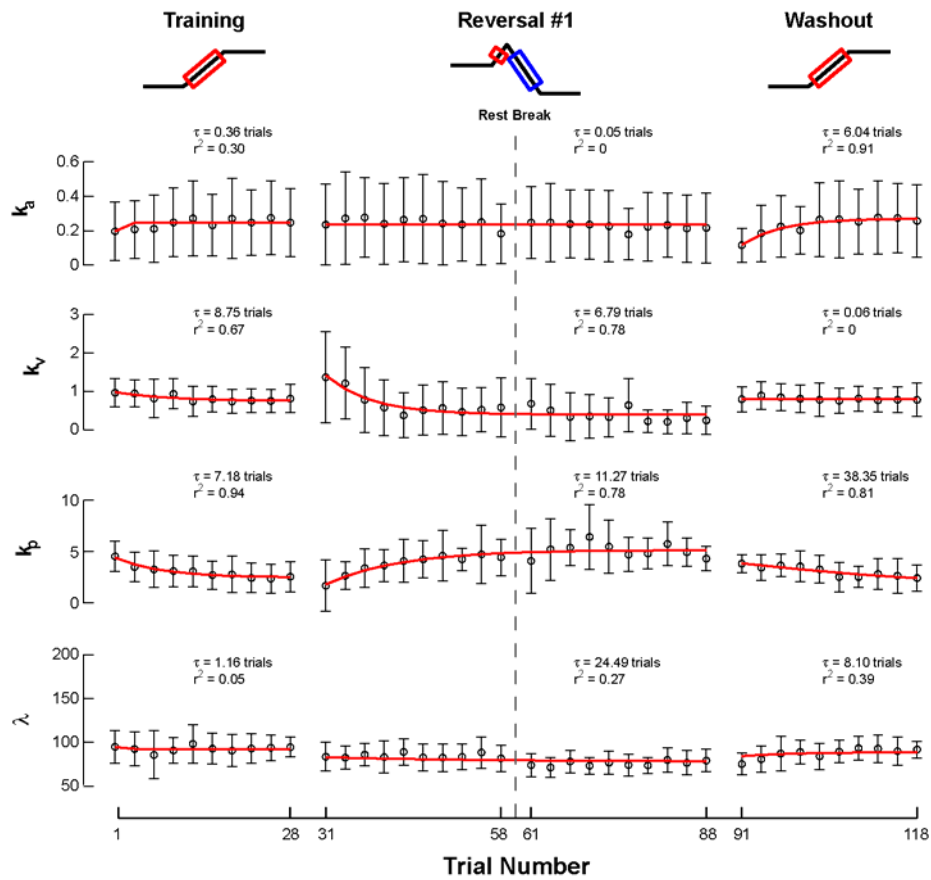 Training Reversal #1 Washout
Rest Break
τ = 0.36 trials τ = 0.05 trials τ = 6.04 trials
r² = 0.30 r² = 0 r² = 0.91
kₐ
0.6
0.4
0.2
0
τ = 8.75 trials τ = 6.79 trials τ = 0.06 trials
r² = 0.67 r² = 0.78 r² = 0
kᵥ
3
2
1
0
τ = 7.18 trials τ = 11.27 trials τ = 38.35 trials
r² = 0.94 r² = 0.78 r² = 0.81
kₚ
10
5
0
τ = 1.16 trials τ = 24.49 trials τ = 8.10 trials
r² = 0.05 r² = 0.27 r² = 0.39
λ
200
150
100
50
1 28 31 58 61 88 91 118
Trial Number